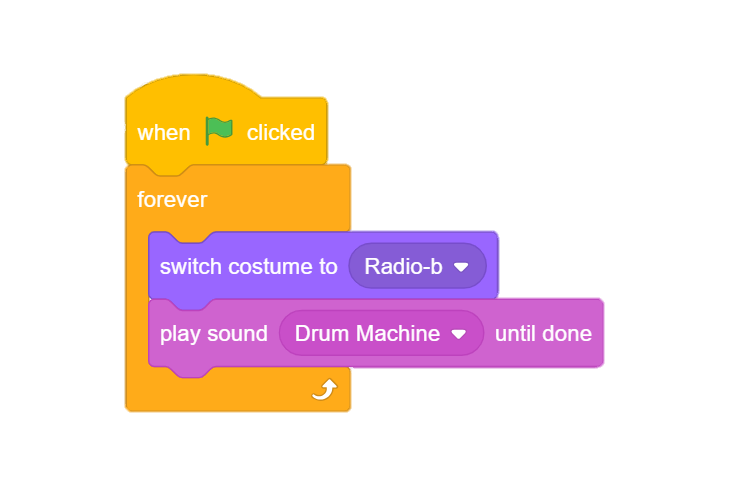 when clicked
forever
switch costume to Radio-b
play sound Drum Machine until done